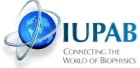 IUPAB
CONNECTING THE
WORLD OF BIOPHYSICS